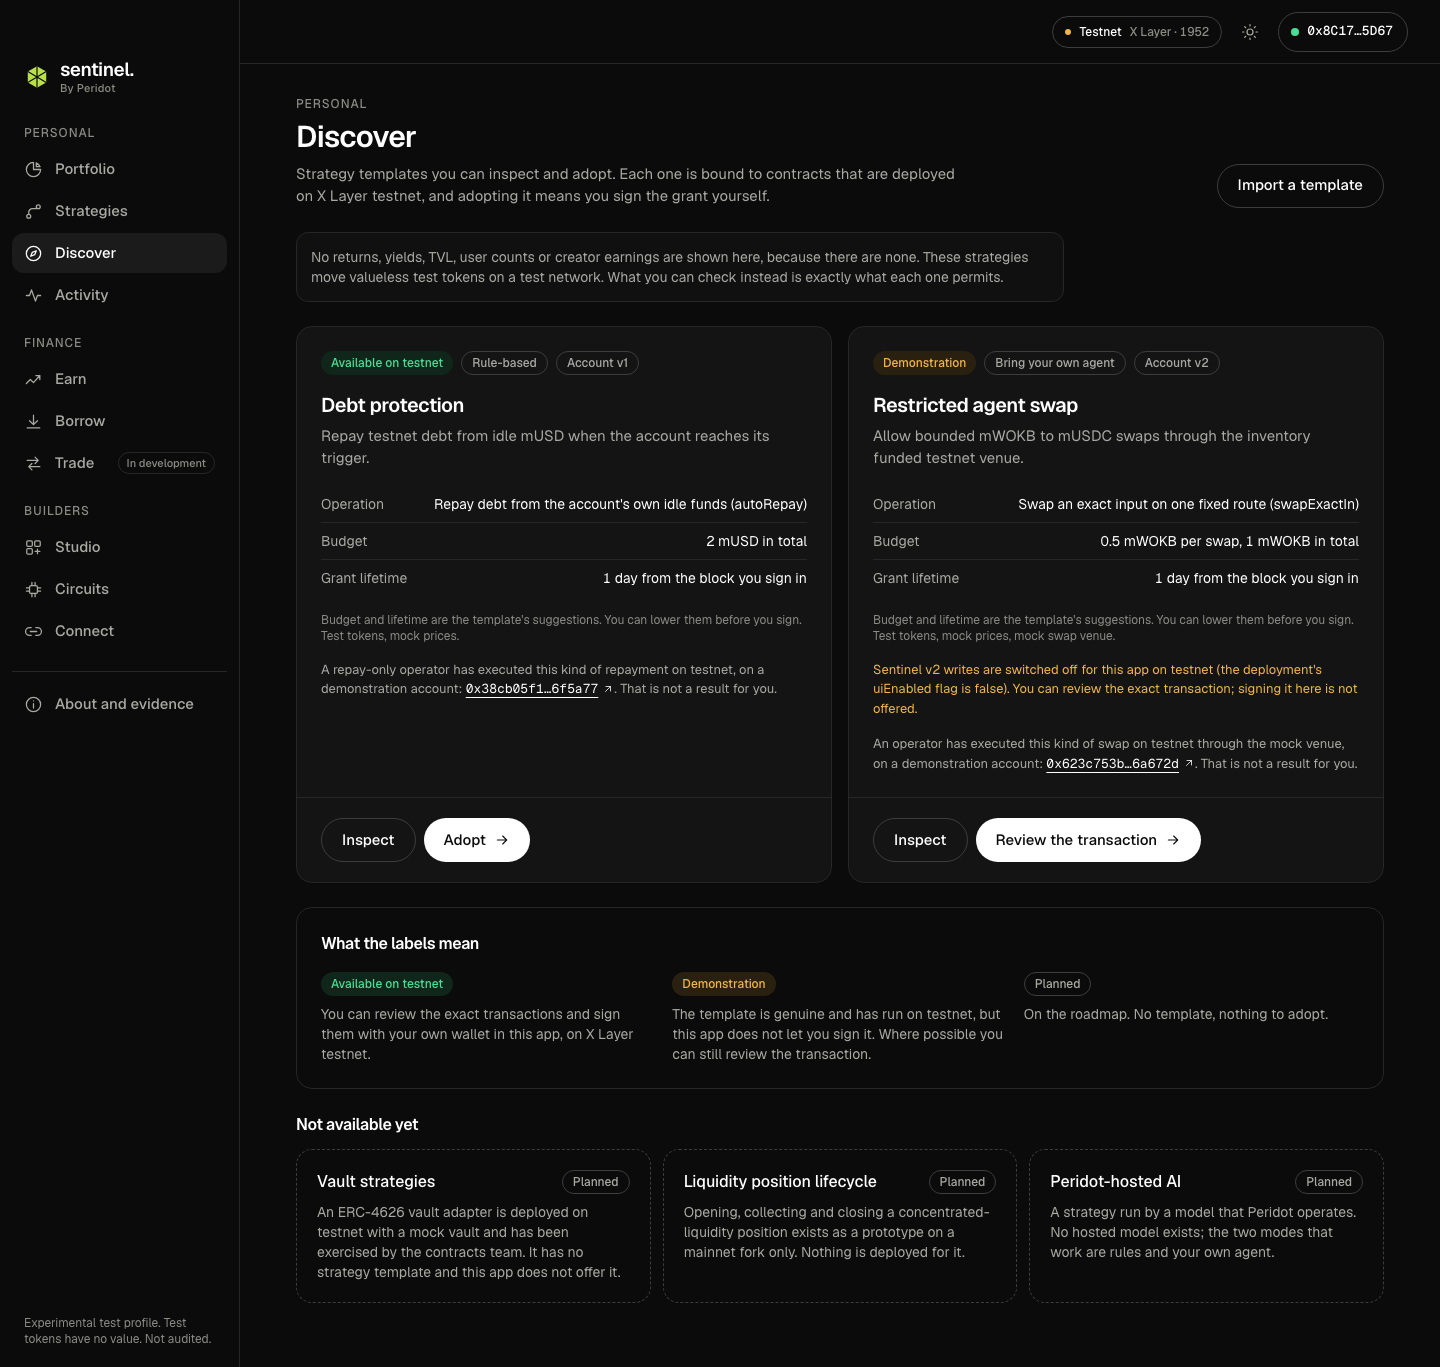 sentinel.
By Peridot
PERSONAL
Portfolio
Strategies
Discover
Activity
FINANCE
Earn
Borrow
Trade In development
BUILDERS
Studio
Circuits
Connect
About and evidence
Experimental test profile. Test
tokens have no value. Not audited.
Testnet X Layer · 1952
0x8C17…5D67
PERSONAL
Discover
Strategy templates you can inspect and adopt. Each one is bound to contracts that are deployed
on X Layer testnet, and adopting it means you sign the grant yourself.
Import a template
No returns, yields, TVL, user counts or creator earnings are shown here, because there are none. These strategies
move valueless test tokens on a test network. What you can check instead is exactly what each one permits.
Available on testnet Rule-based Account v1
Debt protection
Repay testnet debt from idle mUSD when the account reaches its
trigger.
Operation Repay debt from the account's own idle funds (autoRepay)
Budget 2 mUSD in total
Grant lifetime 1 day from the block you sign in
Budget and lifetime are the template's suggestions. You can lower them before you sign.
Test tokens, mock prices.
A repay-only operator has executed this kind of repayment on testnet, on a
demonstration account: 0x38cb05f1…6f5a77 ↗. That is not a result for you.
Inspect Adopt →
Demonstration Bring your own agent Account v2
Restricted agent swap
Allow bounded mWOKB to mUSDC swaps through the inventory
funded testnet venue.
Operation Swap an exact input on one fixed route (swapExactIn)
Budget 0.5 mWOKB per swap, 1 mWOKB in total
Grant lifetime 1 day from the block you sign in
Budget and lifetime are the template's suggestions. You can lower them before you sign.
Test tokens, mock prices, mock swap venue.
Sentinel v2 writes are switched off for this app on testnet (the deployment's
uiEnabled flag is false). You can review the exact transaction; signing it here is not
offered.
An operator has executed this kind of swap on testnet through the mock venue,
on a demonstration account: 0x623c753b…6a672d ↗. That is not a result for you.
Inspect Review the transaction →
What the labels mean
Available on testnet
You can review the exact transactions and sign
them with your own wallet in this app, on X Layer
testnet.
Demonstration
The template is genuine and has run on testnet, but
this app does not let you sign it. Where possible you
can still review the transaction.
Planned
On the roadmap. No template, nothing to adopt.
Not available yet
Vault strategies Planned
An ERC-4626 vault adapter is deployed on
testnet with a mock vault and has been
exercised by the contracts team. It has no
strategy template and this app does not offer it.
Liquidity position lifecycle Planned
Opening, collecting and closing a concentrated-
liquidity position exists as a prototype on a
mainnet fork only. Nothing is deployed for it.
Peridot-hosted AI Planned
A strategy run by a model that Peridot operates.
No hosted model exists; the two modes that
work are rules and your own agent.